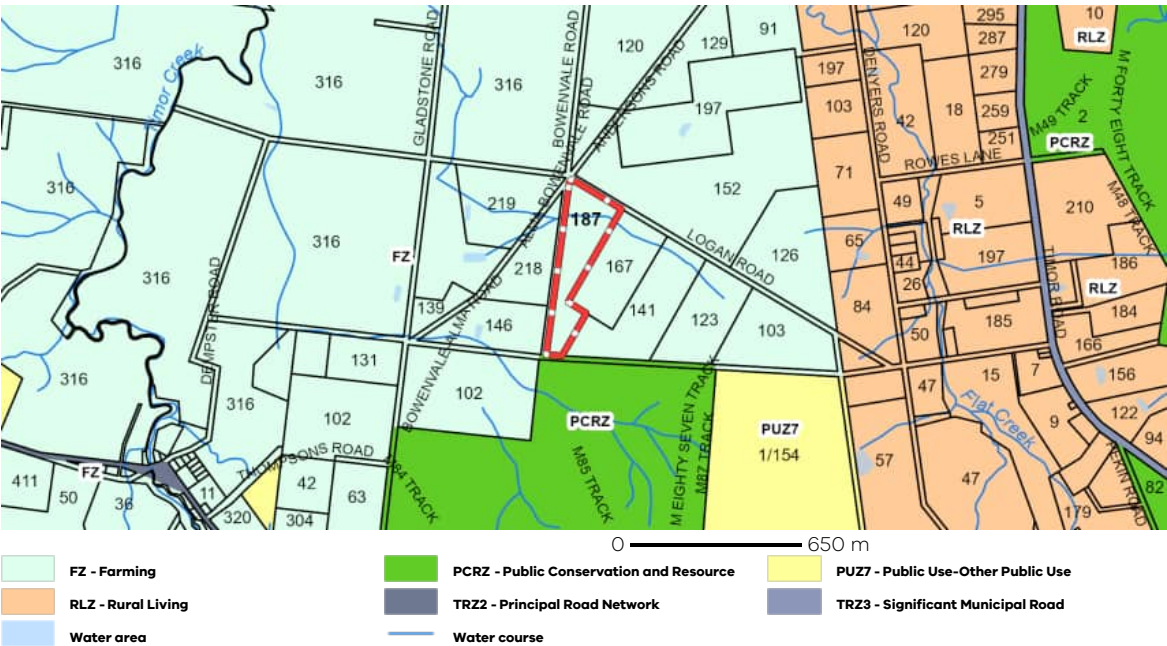 295
10
RLZ
287
91
120
129
120
316
316
316
Timor Creek
GLADSTONE ROAD
BOWENVALE ROAD
ANDERSONS ROAD
197
279
197
103
DENYERS ROAD
42
18
259
251
M49 TRACK
2
M FORTY EIGHT TRACK
PCRZ
ROWES LANE
71
316
152
219
187
49
5
210
M48 TRACK
RLZ
316
FZ
LOGAN ROAD
65
126
197
316
218
167
44
26
186
RLZ
TIMOR ROAD
84
139
146
141
123
103
50
185
184
166
DEMPSTER ROAD
BOWENVALE
ALMA
ROAD
131
316
316
102
102
47
15
7
156
PCRZ
PUZ7
1/154
M EIGHTY SEVEN TRACK
M87 TRACK
M85 TRACK
M84 TRACK
Flat Creek
9
122
94
THOMPSONS ROAD
FZ
411
50
36
11
320
42
304
63
57
47
179
82
0
650 m
FZ - Farming
PCRZ - Public Conservation and Resource
PUZ7 - Public Use-Other Public Use
RLZ - Rural Living
TRZ2 - Principal Road Network
TRZ3 - Significant Municipal Road
Water area
Water course